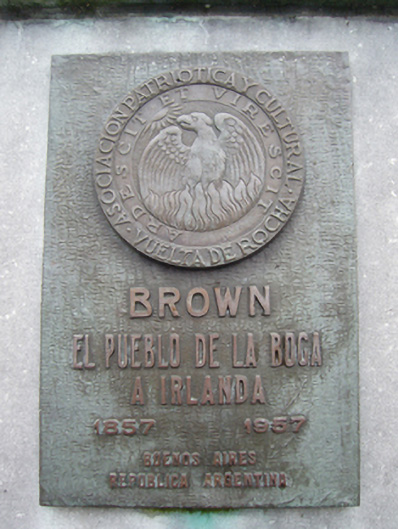 ASOCIACION PATRIOTICA Y CULTURAL
· VUELTA DE ROCHA ·
ARDESCIT ET VIRESCIT
BROWN
EL PUEBLO DE LA BOCA
A IRLANDA
1857 1957
BUENOS AIRES
REPUBLICA ARGENTINA